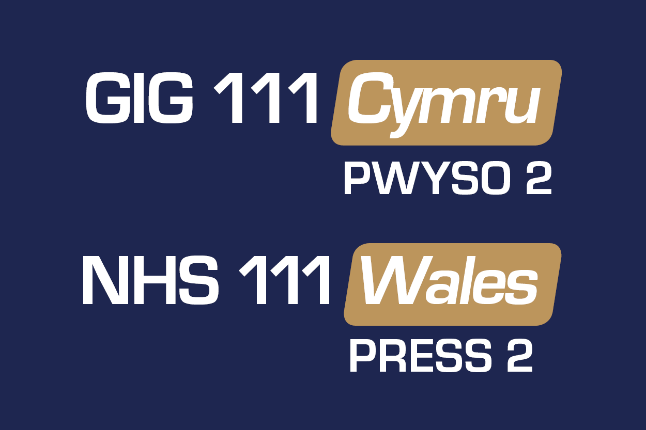 GIG 111 Cymru
PWYSO 2
NHS 111 Wales
PRESS 2